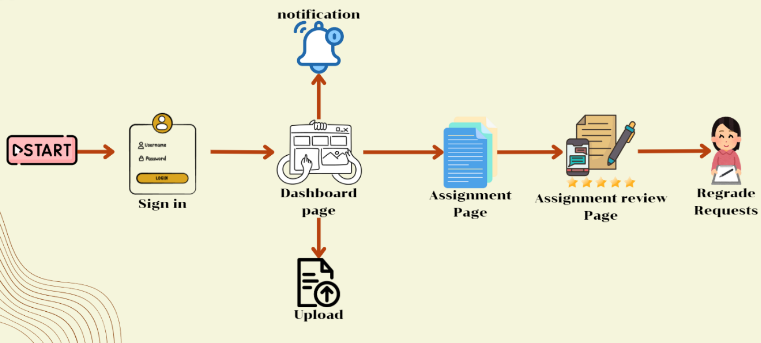 notification
START
Username
Password
LOGIN
Sign in
Dashboard
page
Assignment
Page
Assignment review
Page
Regrade
Requests
Upload